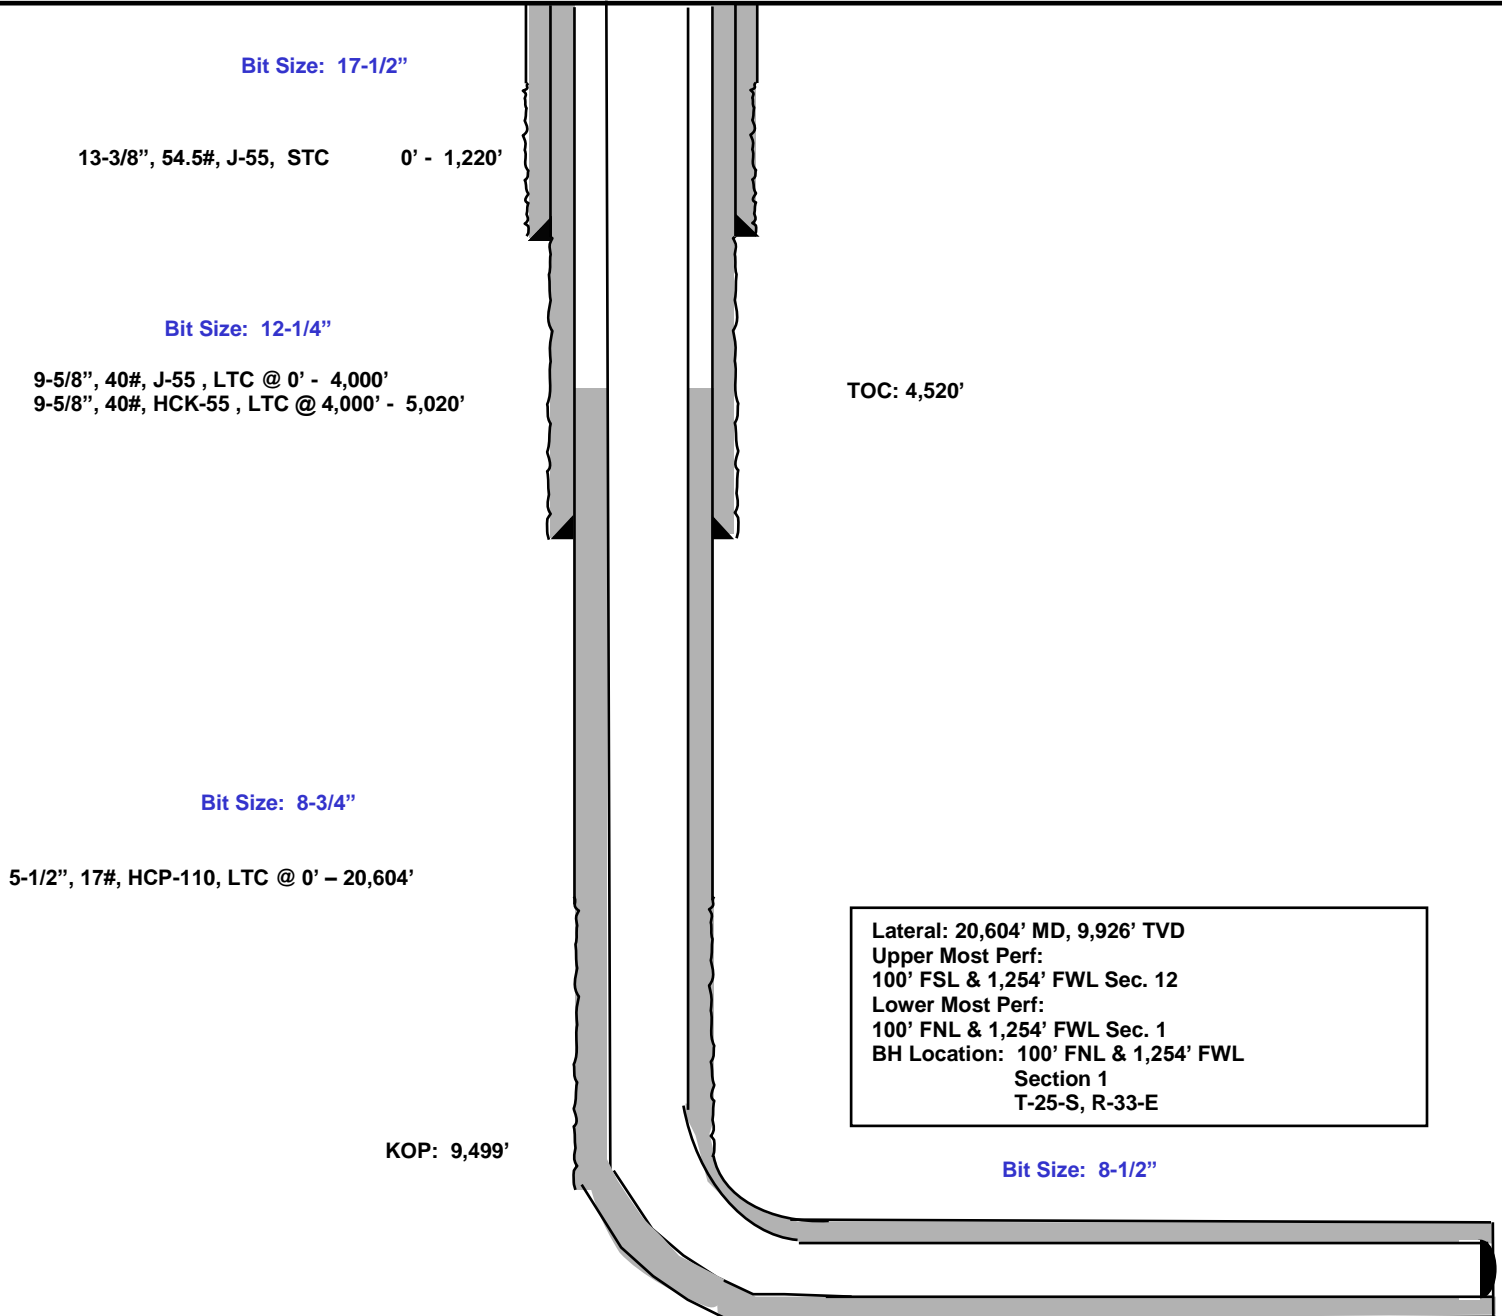 Bit Size: 17-1/2”
13-3/8”, 54.5#, J-55, STC 0’ - 1,220’
Bit Size: 12-1/4”
9-5/8”, 40#, J-55 , LTC @ 0’ - 4,000’
9-5/8”, 40#, HCK-55 , LTC @ 4,000’ - 5,020’
TOC: 4,520’
Bit Size: 8-3/4”
5-1/2”, 17#, HCP-110, LTC @ 0’ – 20,604’
Lateral: 20,604’ MD, 9,926’ TVD
Upper Most Perf:
100’ FSL & 1,254’ FWL Sec. 12
Lower Most Perf:
100’ FNL & 1,254’ FWL Sec. 1
BH Location: 100’ FNL & 1,254’ FWL
Section 1
T-25-S, R-33-E
KOP: 9,499’
Bit Size: 8-1/2”